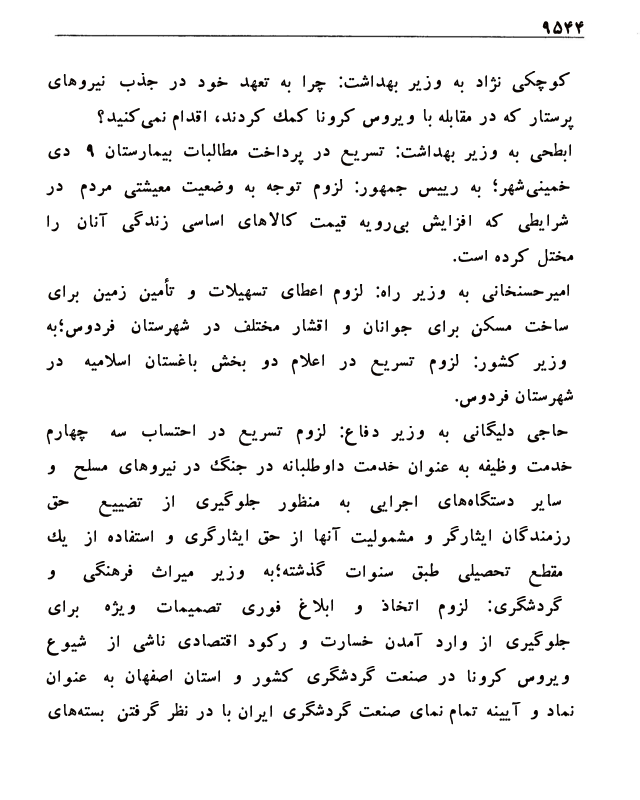 ۹۵۴۴
کوچکی نژاد به وزیر بهداشت: چرا به تعهد خود در جذب نیروهای
پرستار که در مقابله با ویروس کرونا کمك کردند، اقدام نمی‌کنید؟
ابطحی به وزیر بهداشت: تسریع در پرداخت مطالبات بیمارستان ۹ دی
خمینی‌شهر؛ به رییس جمهور: لزوم توجه به وضعیت معیشتی مردم در
شرایطی که افزایش بی‌رویه قیمت کالاهای اساسی زندگی آنان را
مختل کرده است.
امیرحسنخانی به وزیر راه: لزوم اعطای تسهیلات و تأمین زمین برای
ساخت مسکن برای جوانان و اقشار مختلف در شهرستان فردوس؛به
وزیر کشور: لزوم تسریع در اعلام دو بخش باغستان اسلامیه در
شهرستان فردوس.
حاجی دلیگانی به وزیر دفاع: لزوم تسریع در احتساب سه چهارم
خدمت وظیفه به عنوان خدمت داوطلبانه در جنگ در نیروهای مسلح و
سایر دستگاه‌های اجرایی به منظور جلوگیری از تضییع حق
رزمندگان ایثارگر و مشمولیت آنها از حق ایثارگری و استفاده از یك
مقطع تحصیلی طبق سنوات گذشته؛به وزیر میراث فرهنگی و
گردشگری: لزوم اتخاذ و ابلاغ فوری تصمیمات ویژه برای
جلوگیری از وارد آمدن خسارت و رکود اقتصادی ناشی از شیوع
ویروس کرونا در صنعت گردشگری کشور و استان اصفهان به عنوان
نماد و آیینه تمام نمای صنعت گردشگری ایران با در نظر گرفتن بسته‌های